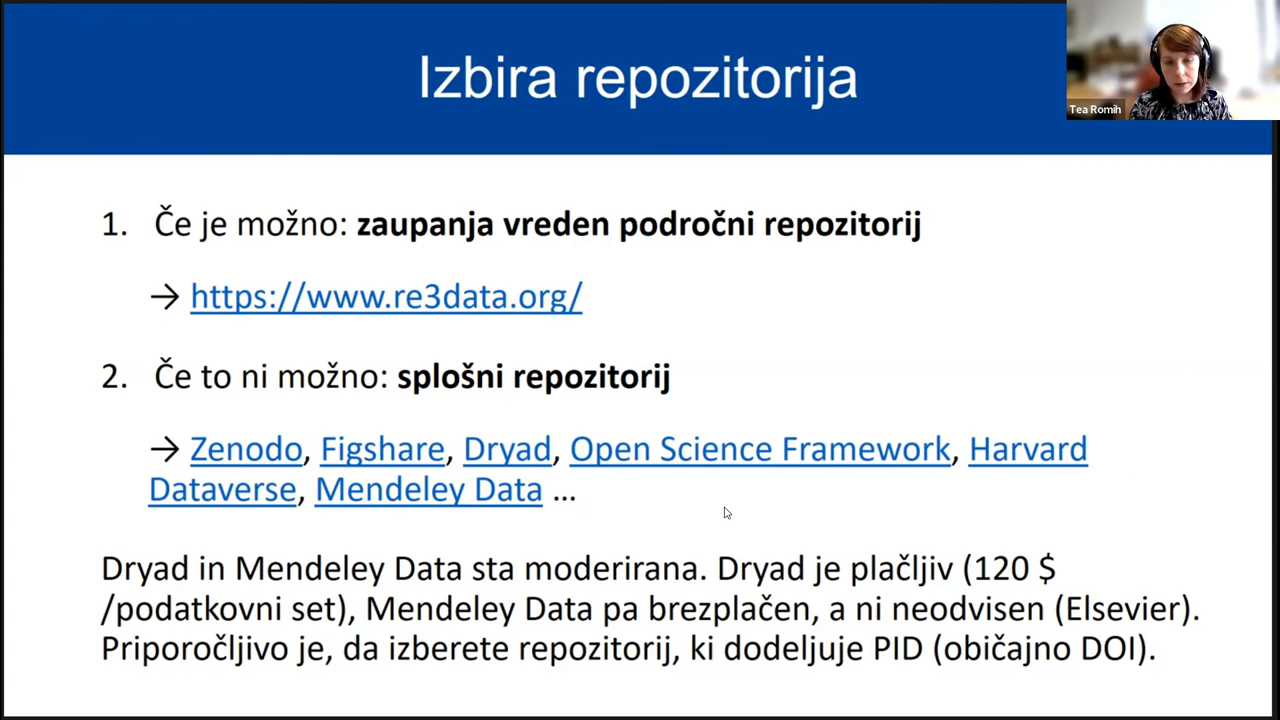 Izbira repozitorija
Tea Romih
1. Če je možno: zaupanja vreden področni repozitorij
→ https://www.re3data.org/
2. Če to ni možno: splošni repozitorij
→ Zenodo, Figshare, Dryad, Open Science Framework, Harvard
Dataverse, Mendeley Data ...
Dryad in Mendeley Data sta moderirana. Dryad je plačljiv (120 $
/podatkovni set), Mendeley Data pa brezplačen, a ni neodvisen (Elsevier).
Priporočljivo je, da izberete repozitorij, ki dodeljuje PID (običajno DOI).